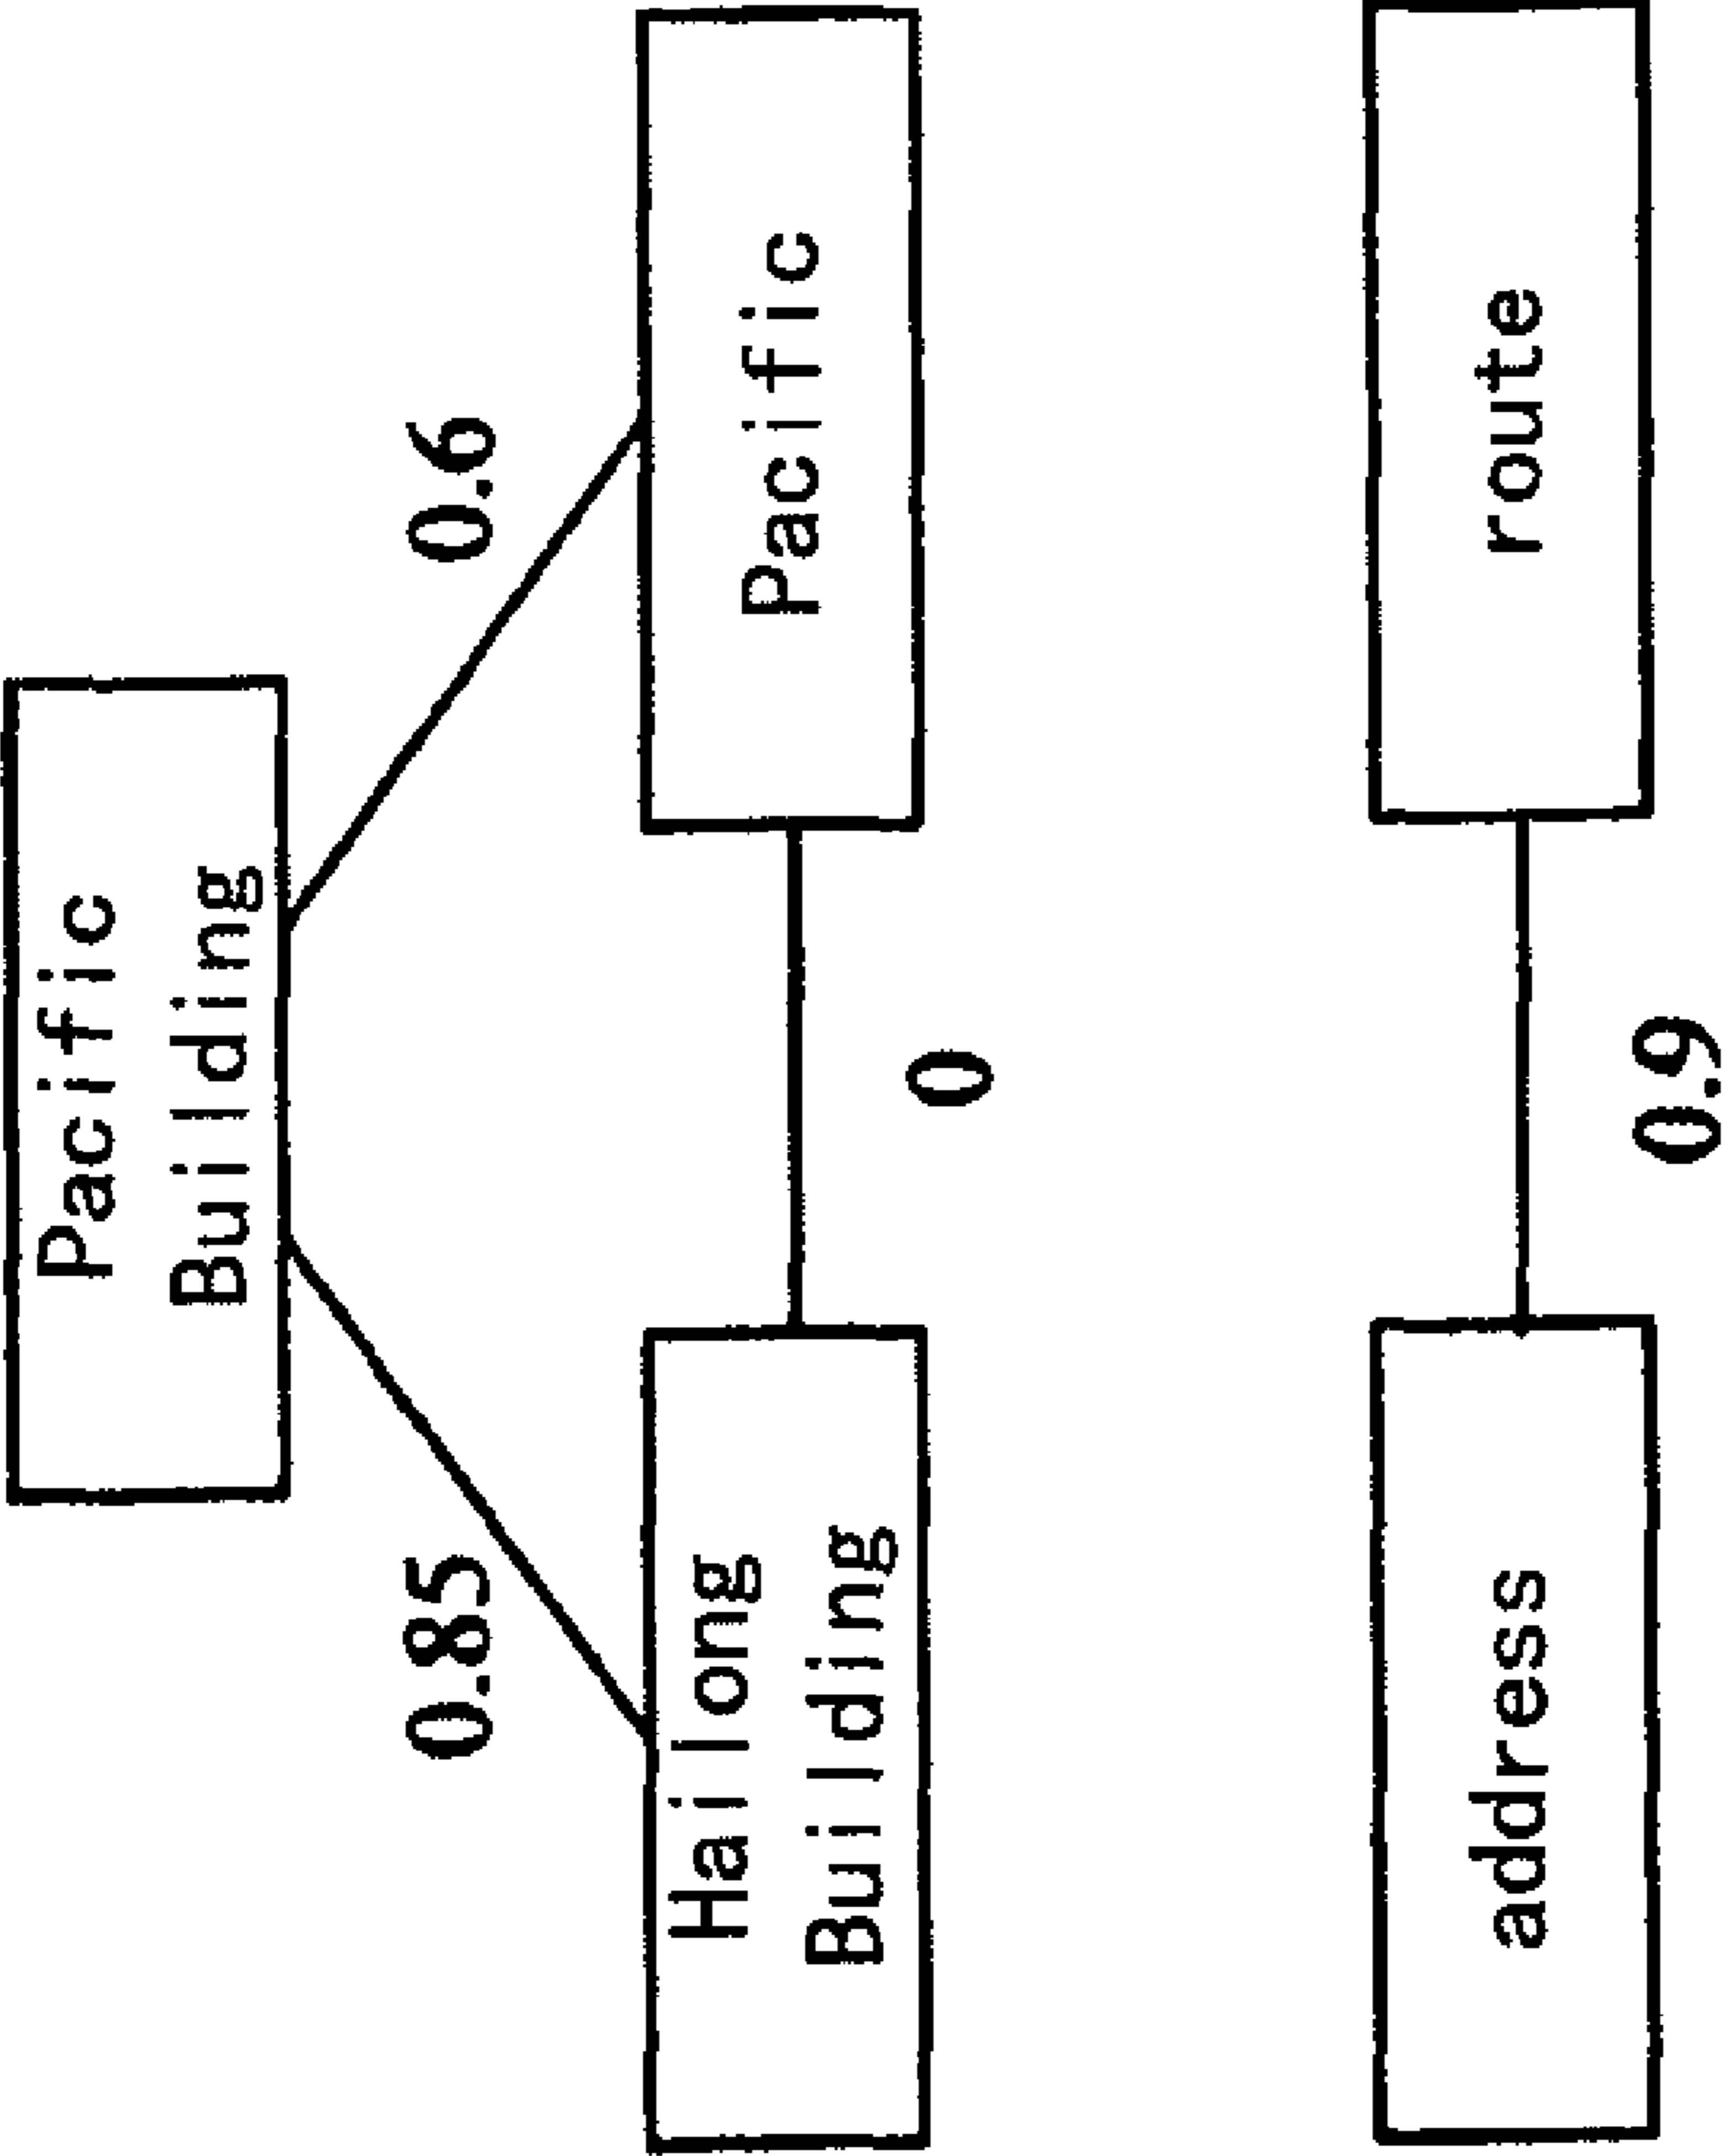 Pacific
Building
0.85
0.6
Hailong
Building
Pacific
0
address
route
0.9